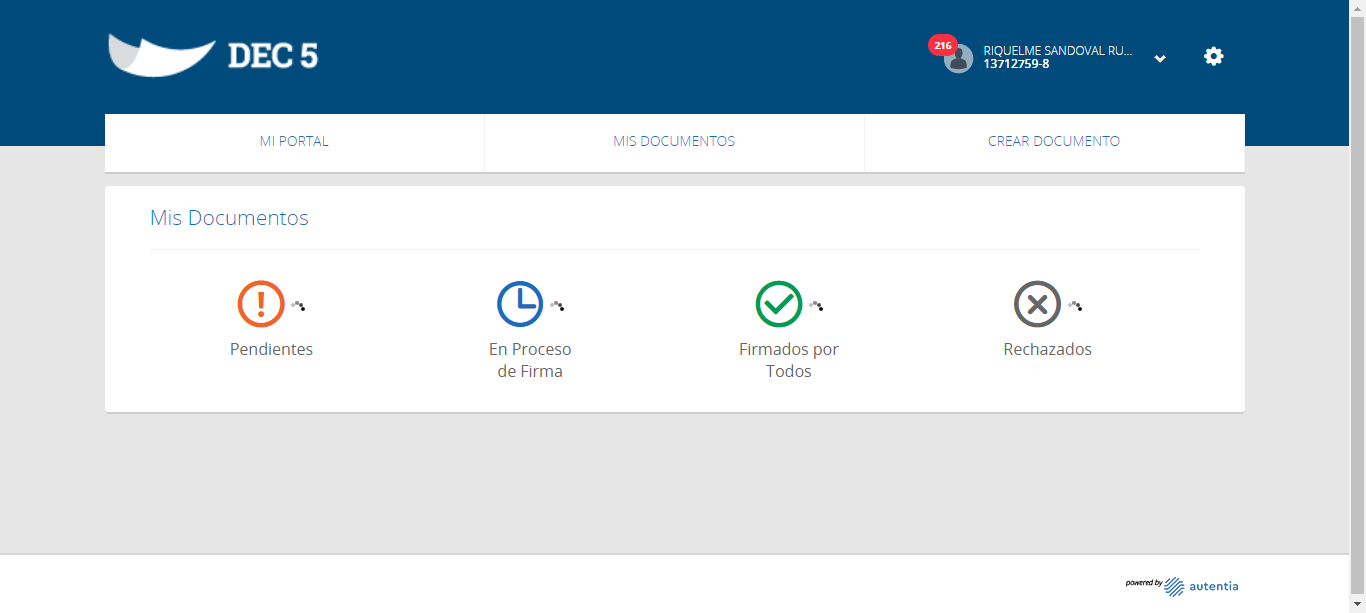 DEC 5
216
RIQUELME SANDOVAL RU...
13712759-8
MI PORTAL
MIS DOCUMENTOS
CREAR DOCUMENTO
Mis Documentos
Pendientes
En Proceso
de Firma
Firmados por
Todos
Rechazados
powered by
autentia